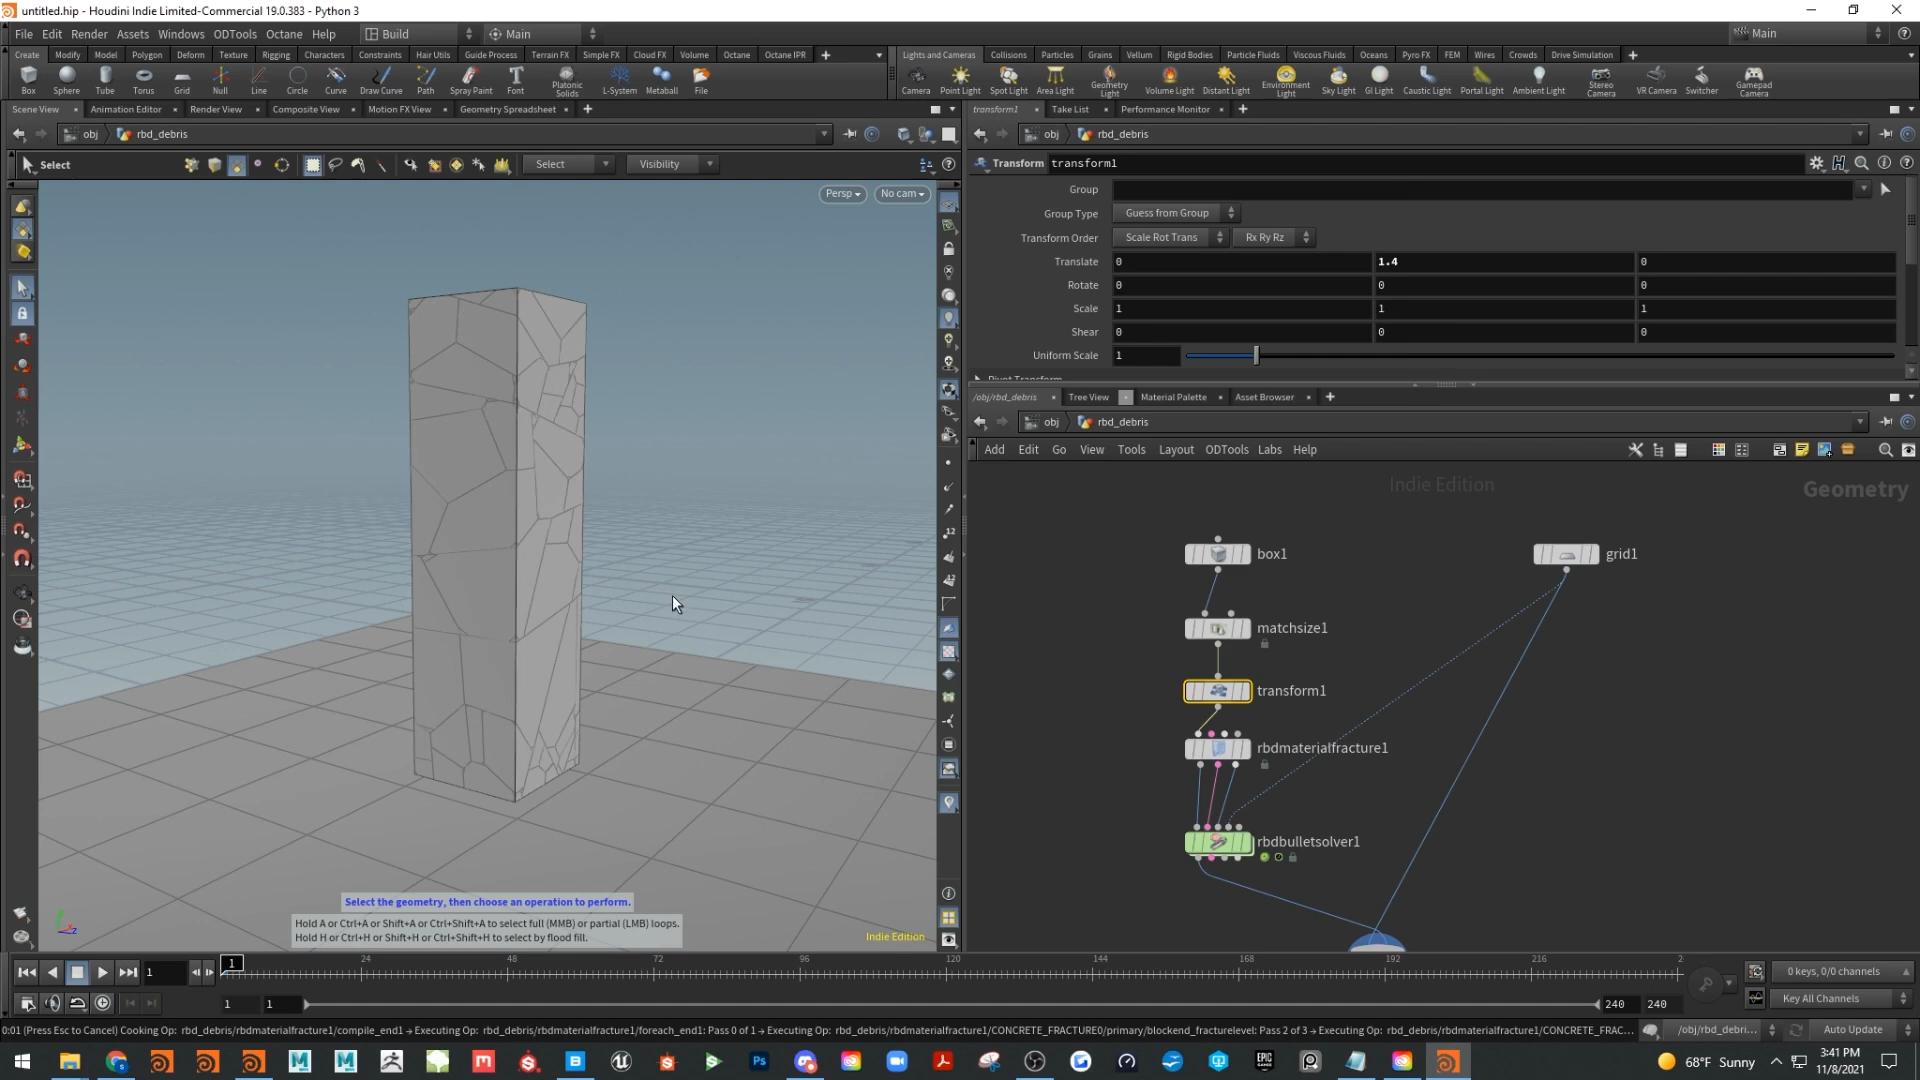 untitled.hip - Houdini Indie Limited-Commercial 19.0.383 - Python 3
File Edit Render Assets Windows ODTools Octane Help Build Main Main
Create Modify Model Polygon Deform Texture Rigging Characters Constraints Hair Utils Guide Process Terrain FX Simple FX Cloud FX Volume Octane Octane IPR
Lights and Cameras Collisions Particles Grains Vellum Rigid Bodies Particle Fluids Viscous Fluids Oceans Pyro FX FEM Wires Crowds Drive Simulation
Box Sphere Tube Torus Grid Null Line Circle Curve Draw Curve Path Spray Paint Font Platonic Solids L-System Metaball File
Camera Point Light Spot Light Area Light Geometry Light Volume Light Distant Light Environment Light Sky Light GI Light Caustic Light Portal Light Ambient Light Stereo Camera VR Camera Switcher Gamepad Camera
Scene View Animation Editor Render View Composite View Motion FX View Geometry Spreadsheet
transform1 Take List Performance Monitor
obj rbd_debris
obj rbd_debris
Select Select Visibility
Transform transform1
Persp No cam
Group
Group Type Guess from Group
Transform Order Scale Rot Trans Rx Ry Rz
Translate 0 1.4 0
Rotate 0 0 0
Scale 1 1 1
Shear 0 0 0
Uniform Scale 1
Pivot Transform
/obj/rbd_debris Tree View Material Palette Asset Browser
obj rbd_debris
Add Edit Go View Tools Layout ODTools Labs Help
Indie Edition
Geometry
box1
grid1
matchsize1
transform1
rbdmaterialfracture1
rbdbulletsolver1
Select the geometry, then choose an operation to perform.
Hold A or Ctrl+A or Shift+A or Ctrl+Shift+A to select full (MMB) or partial (LMB) loops.
Hold H or Ctrl+H or Shift+H or Ctrl+Shift+H to select by flood fill.
Indie Edition
1 1 24 48 72 96 120 144 168 192 216 2
0 keys, 0/0 channels
1 1 240 240
Key All Channels
0:01 (Press Esc to Cancel) Cooking Op: rbd_debris/rbdmaterialfracture1/compile_end1 → Executing Op: rbd_debris/rbdmaterialfracture1/foreach_end1: Pass 0 of 1 → Executing Op: rbd_debris/rbdmaterialfracture1/CONCRETE_FRACTURE0/primary/blockend_fracturelevel: Pass 2 of 3 → Executing Op: rbd_debris/rbdmaterialfracture1/CONCRETE_FRAC...
/obj/rbd_debri... Auto Update
68°F Sunny
3:41 PM
11/8/2021